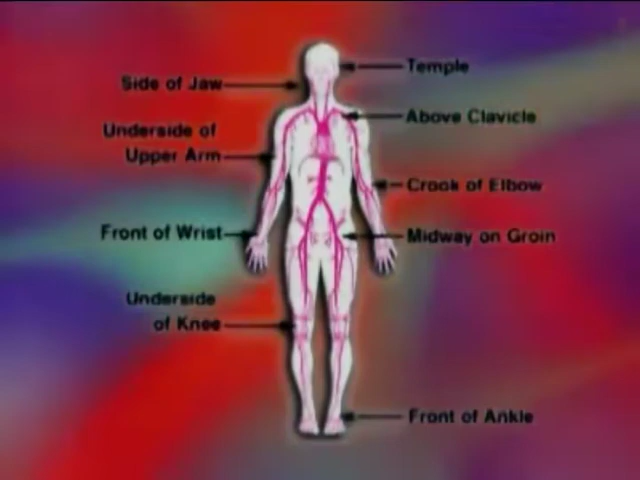 Temple
Side of Jaw
Above Clavicle
Underside of
Upper Arm
Crook of Elbow
Front of Wrist
Midway on Groin
Underside
of Knee
Front of Ankle